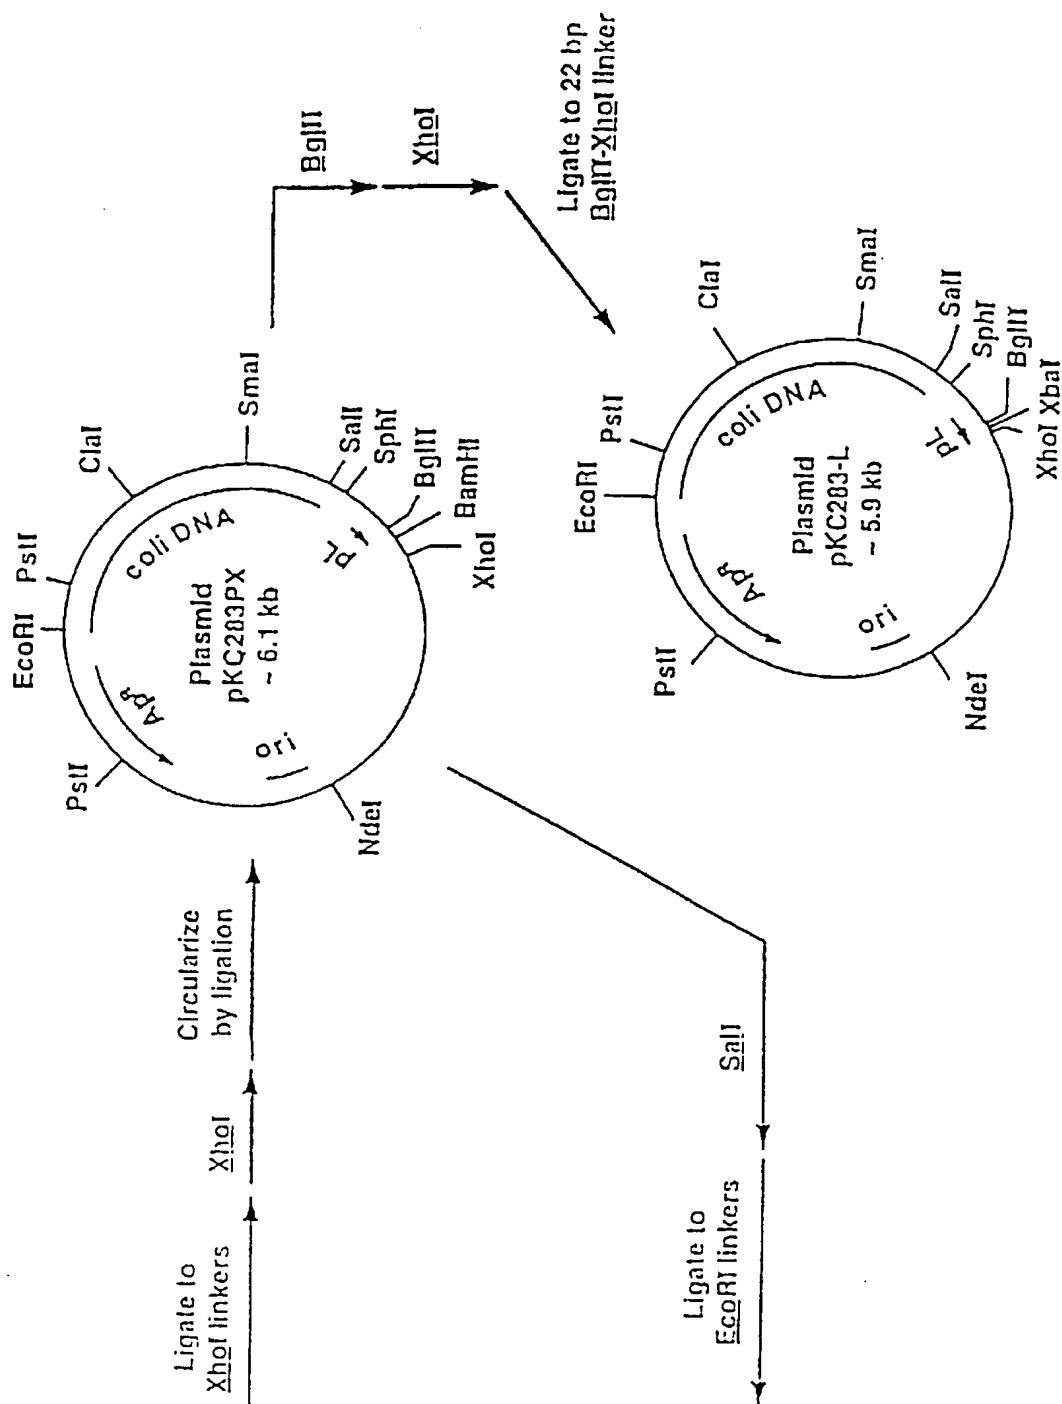 Ligate to
XhoI linkers
XhoI
Circularize
by ligation
EcoRI
PstI
ClaI
SmaI
SalI
SphI
BglII
BamHI
XhoI
NdeI
PstI
ApR
coli DNA
pL
ori
Plasmid
pKC283PX
~ 6.1 kb
BglII
XhoI
Ligate to 22 bp
BglII-XhoI linker
EcoRI
PstI
ClaI
SmaI
SalI
SphI
BglII
XbaI
XhoI
NdeI
PstI
ApR
coli DNA
pL
ori
Plasmid
pKC283-L
~ 5.9 kb
SalI
Ligate to
EcoRI linkers